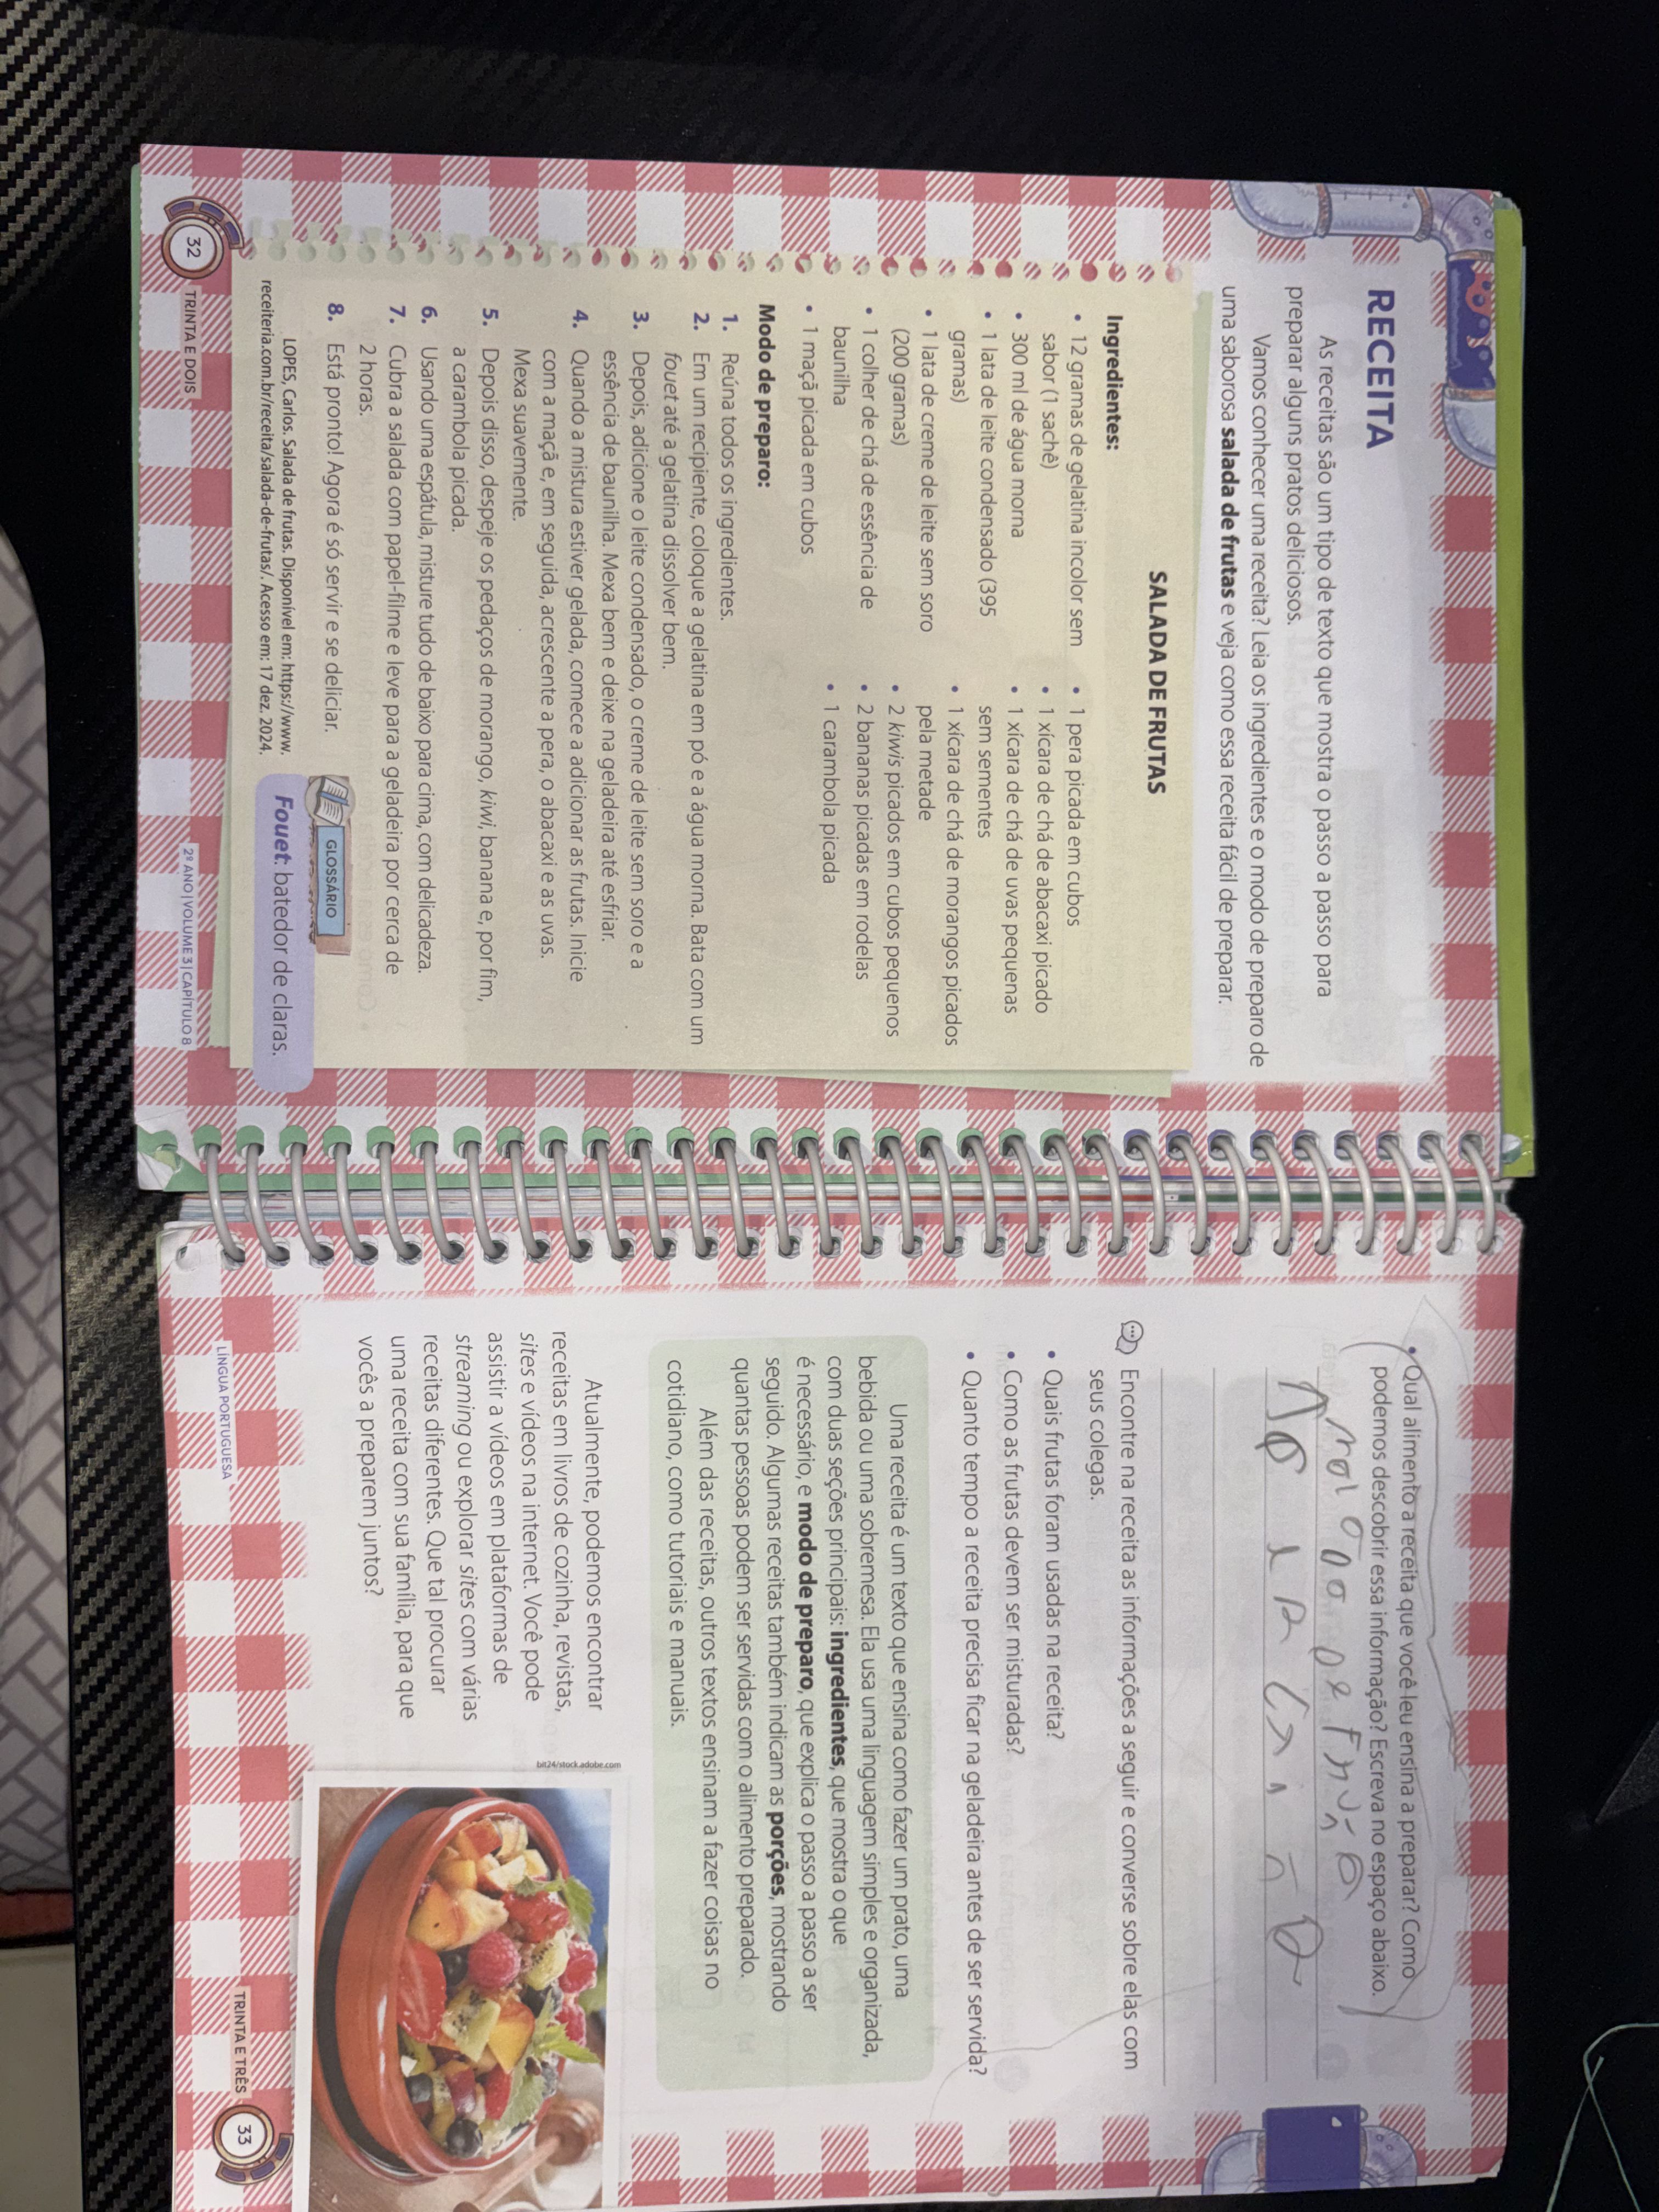 RECEITA
As receitas são um tipo de texto que mostra o passo a passo para
preparar alguns pratos deliciosos.
Vamos conhecer uma receita? Leia os ingredientes e o modo de preparo de
uma saborosa salada de frutas e veja como essa receita fácil de preparar.
SALADA DE FRUTAS
Ingredientes:
• 12 gramas de gelatina incolor sem
sabor (1 sachê)
• 300 ml de água morna
• 1 lata de leite condensado (395
gramas)
• 1 lata de creme de leite sem soro
(200 gramas)
• 1 colher de chá de essência de
baunilha
• 1 maçã picada em cubos
• 1 pera picada em cubos
• 1 xícara de chá de abacaxi picado
• 1 xícara de chá de uvas pequenas
sem sementes
• 1 xícara de chá de morangos picados
pela metade
• 2 kiwis picados em cubos pequenos
• 2 bananas picadas em rodelas
• 1 carambola picada
Modo de preparo:
1. Reúna todos os ingredientes.
2. Em um recipiente, coloque a gelatina em pó e a água morna. Bata com um
fouet até a gelatina dissolver bem.
3. Depois, adicione o leite condensado, o creme de leite sem soro e a
essência de baunilha. Mexa bem e deixe na geladeira até esfriar.
4. Quando a mistura estiver gelada, comece a adicionar as frutas. Inicie
com a maçã e, em seguida, acrescente a pera, o abacaxi e as uvas.
Mexa suavemente.
5. Depois disso, despeje os pedaços de morango, kiwi, banana e, por fim,
a carambola picada.
6. Usando uma espátula, misture tudo de baixo para cima, com delicadeza.
7. Cubra a salada com papel-filme e leve para a geladeira por cerca de
2 horas.
8. Está pronto! Agora é só servir e se deliciar.
LOPES, Carlos. Salada de frutas. Disponível em: https://www.
receiteria.com.br/receita/salada-de-frutas/. Acesso em: 17 dez. 2024.
GLOSSÁRIO
Fouet: batedor de claras.
32
TRINTA E DOIS
2º ANO | VOLUME 3 | CAPÍTULO 8
• Qual alimento a receita que você leu ensina a preparar? Como
podemos descobrir essa informação? Escreva no espaço abaixo.
Encontre na receita as informações a seguir e converse sobre elas com
seus colegas.
• Quais frutas foram usadas na receita?
• Como as frutas devem ser misturadas?
• Quanto tempo a receita precisa ficar na geladeira antes de ser servida?
Uma receita é um texto que ensina como fazer um prato, uma
bebida ou uma sobremesa. Ela usa uma linguagem simples e organizada,
com duas seções principais: ingredientes, que mostra o que
é necessário, e modo de preparo, que explica o passo a passo a ser
seguido. Algumas receitas também indicam as porções, mostrando
quantas pessoas podem ser servidas com o alimento preparado.
Além das receitas, outros textos ensinam a fazer coisas no
cotidiano, como tutoriais e manuais.
Atualmente, podemos encontrar
receitas em livros de cozinha, revistas,
sites e vídeos na internet. Você pode
assistir a vídeos em plataformas de
streaming ou explorar sites com várias
receitas diferentes. Que tal procurar
uma receita com sua família, para que
vocês a preparem juntos?
bit24/stock.adobe.com
LÍNGUA PORTUGUESA
TRINTA E TRÊS
33